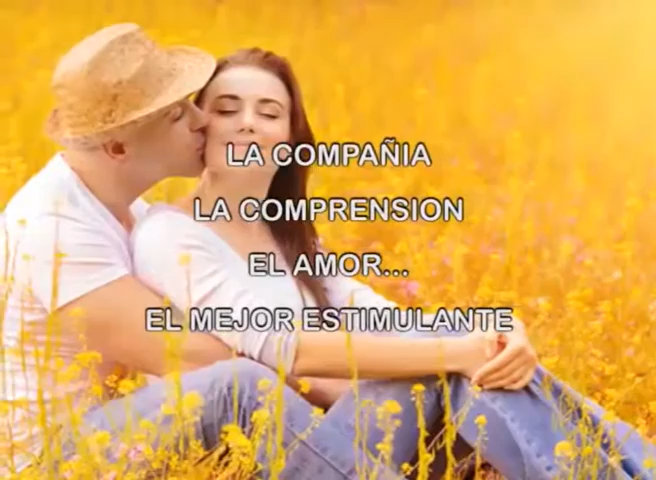 LA COMPAÑIA
LA COMPRENSION
EL AMOR...
EL MEJOR ESTIMULANTE